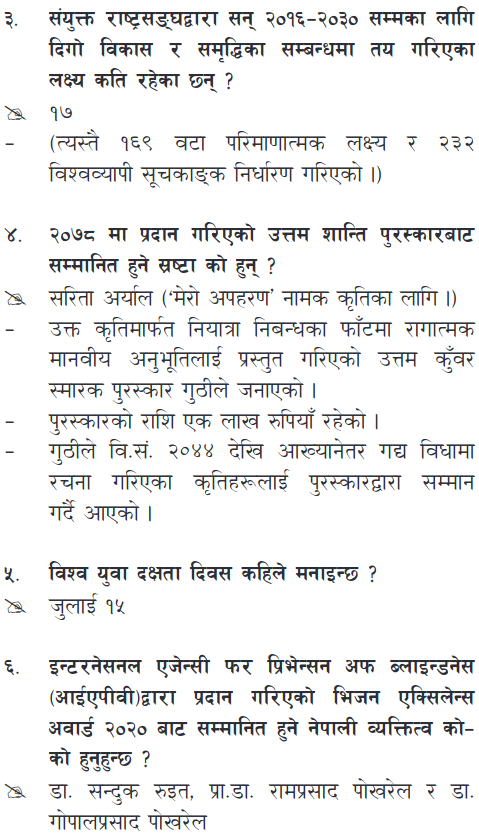 ३. संयुक्त राष्ट्रसङ्घद्वारा सन् २०१६-२०३० सम्मका लागि
दिगो विकास र समृद्धिका सम्बन्धमा तय गरिएका
लक्ष्य कति रहेका छन् ?
१७
– (त्यस्तै १६९ वटा परिमाणात्मक लक्ष्य र २३२
विश्वव्यापी सूचकाङ्क निर्धारण गरिएको ।)
४. २०७८ मा प्रदान गरिएको उत्तम शान्ति पुरस्कारबाट
सम्मानित हुने स्रष्टा को हुन् ?
सरिता अर्याल ('मेरो अपहरण' नामक कृतिका लागि ।)
– उक्त कृतिमार्फत नियात्रा निबन्धका फाँटमा रागात्मक
मानवीय अनुभूतिलाई प्रस्तुत गरिएको उत्तम कुँवर
स्मारक पुरस्कार गुठीले जनाएको ।
– पुरस्कारको राशि एक लाख रुपियाँ रहेको ।
– गुठीले वि.सं. २०४४ देखि आख्यानेतर गद्य विधामा
रचना गरिएका कृतिहरूलाई पुरस्कारद्वारा सम्मान
गर्दै आएको ।
५. विश्व युवा दक्षता दिवस कहिले मनाइन्छ ?
जुलाई १५
६. इन्टरनेसनल एजेन्सी फर प्रिभेन्सन अफ ब्लाइन्डनेस
(आईएपीवी)द्वारा प्रदान गरिएको भिजन एक्सिलेन्स
अवार्ड २०२० बाट सम्मानित हुने नेपाली व्यक्तित्व को-
को हुनुहुन्छ ?
डा. सन्दुक रुइत, प्रा.डा. रामप्रसाद पोखरेल र डा.
गोपालप्रसाद पोखरेल